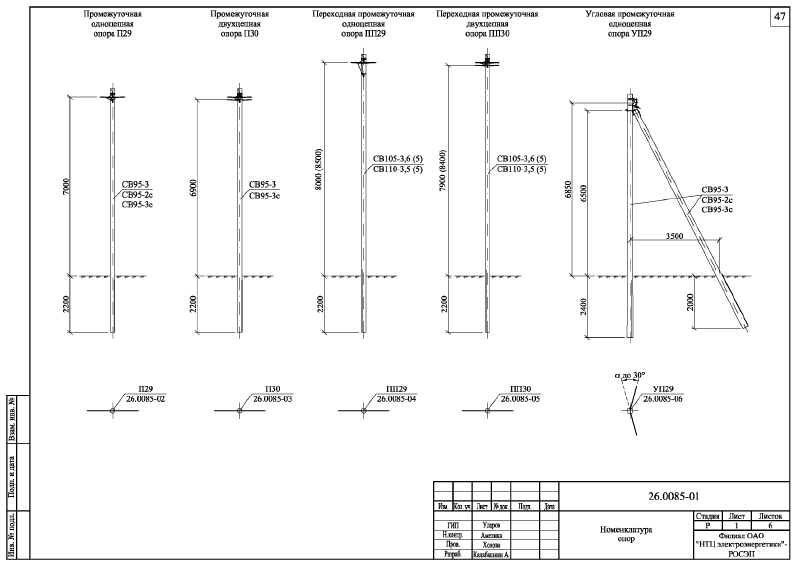 47
Промежуточная
одноцепная
опора П29
Промежуточная
двухцепная
опора П30
Переходная промежуточная
одноцепная
опора ПП29
Переходная промежуточная
двухцепная
опора ПП30
Угловая промежуточная
одноцепная
опора УП29
7000
2200
СВ95-3
СВ95-2с
СВ95-3с
6900
2200
СВ95-3
СВ95-3с
8000 (8500)
2200
СВ105-3,6 (5)
СВ110-3,5 (5)
7900 (8400)
2200
СВ105-3,6 (5)
СВ110-3,5 (5)
6850
6500
2400
СВ95-3
СВ95-2с
СВ95-3с
3500
2000
П29
26.0085-02
П30
26.0085-03
ПП29
26.0085-04
ПП30
26.0085-05
α до 30°
УП29
26.0085-06
Взам. инв. №
Подп. и дата
Инв. № подл.
26.0085-01
Изм. Кол. уч Лист № док. Подп. Дата
ГИП Уларов
Н.контр. Амелина
Пров. Холова
Разраб. Калабашкин А.
Номенклатура
опор
Стадия Лист Листов
Р 1 6
Филиал ОАО
"НТЦ электроэнергетики"-
РОСЭП